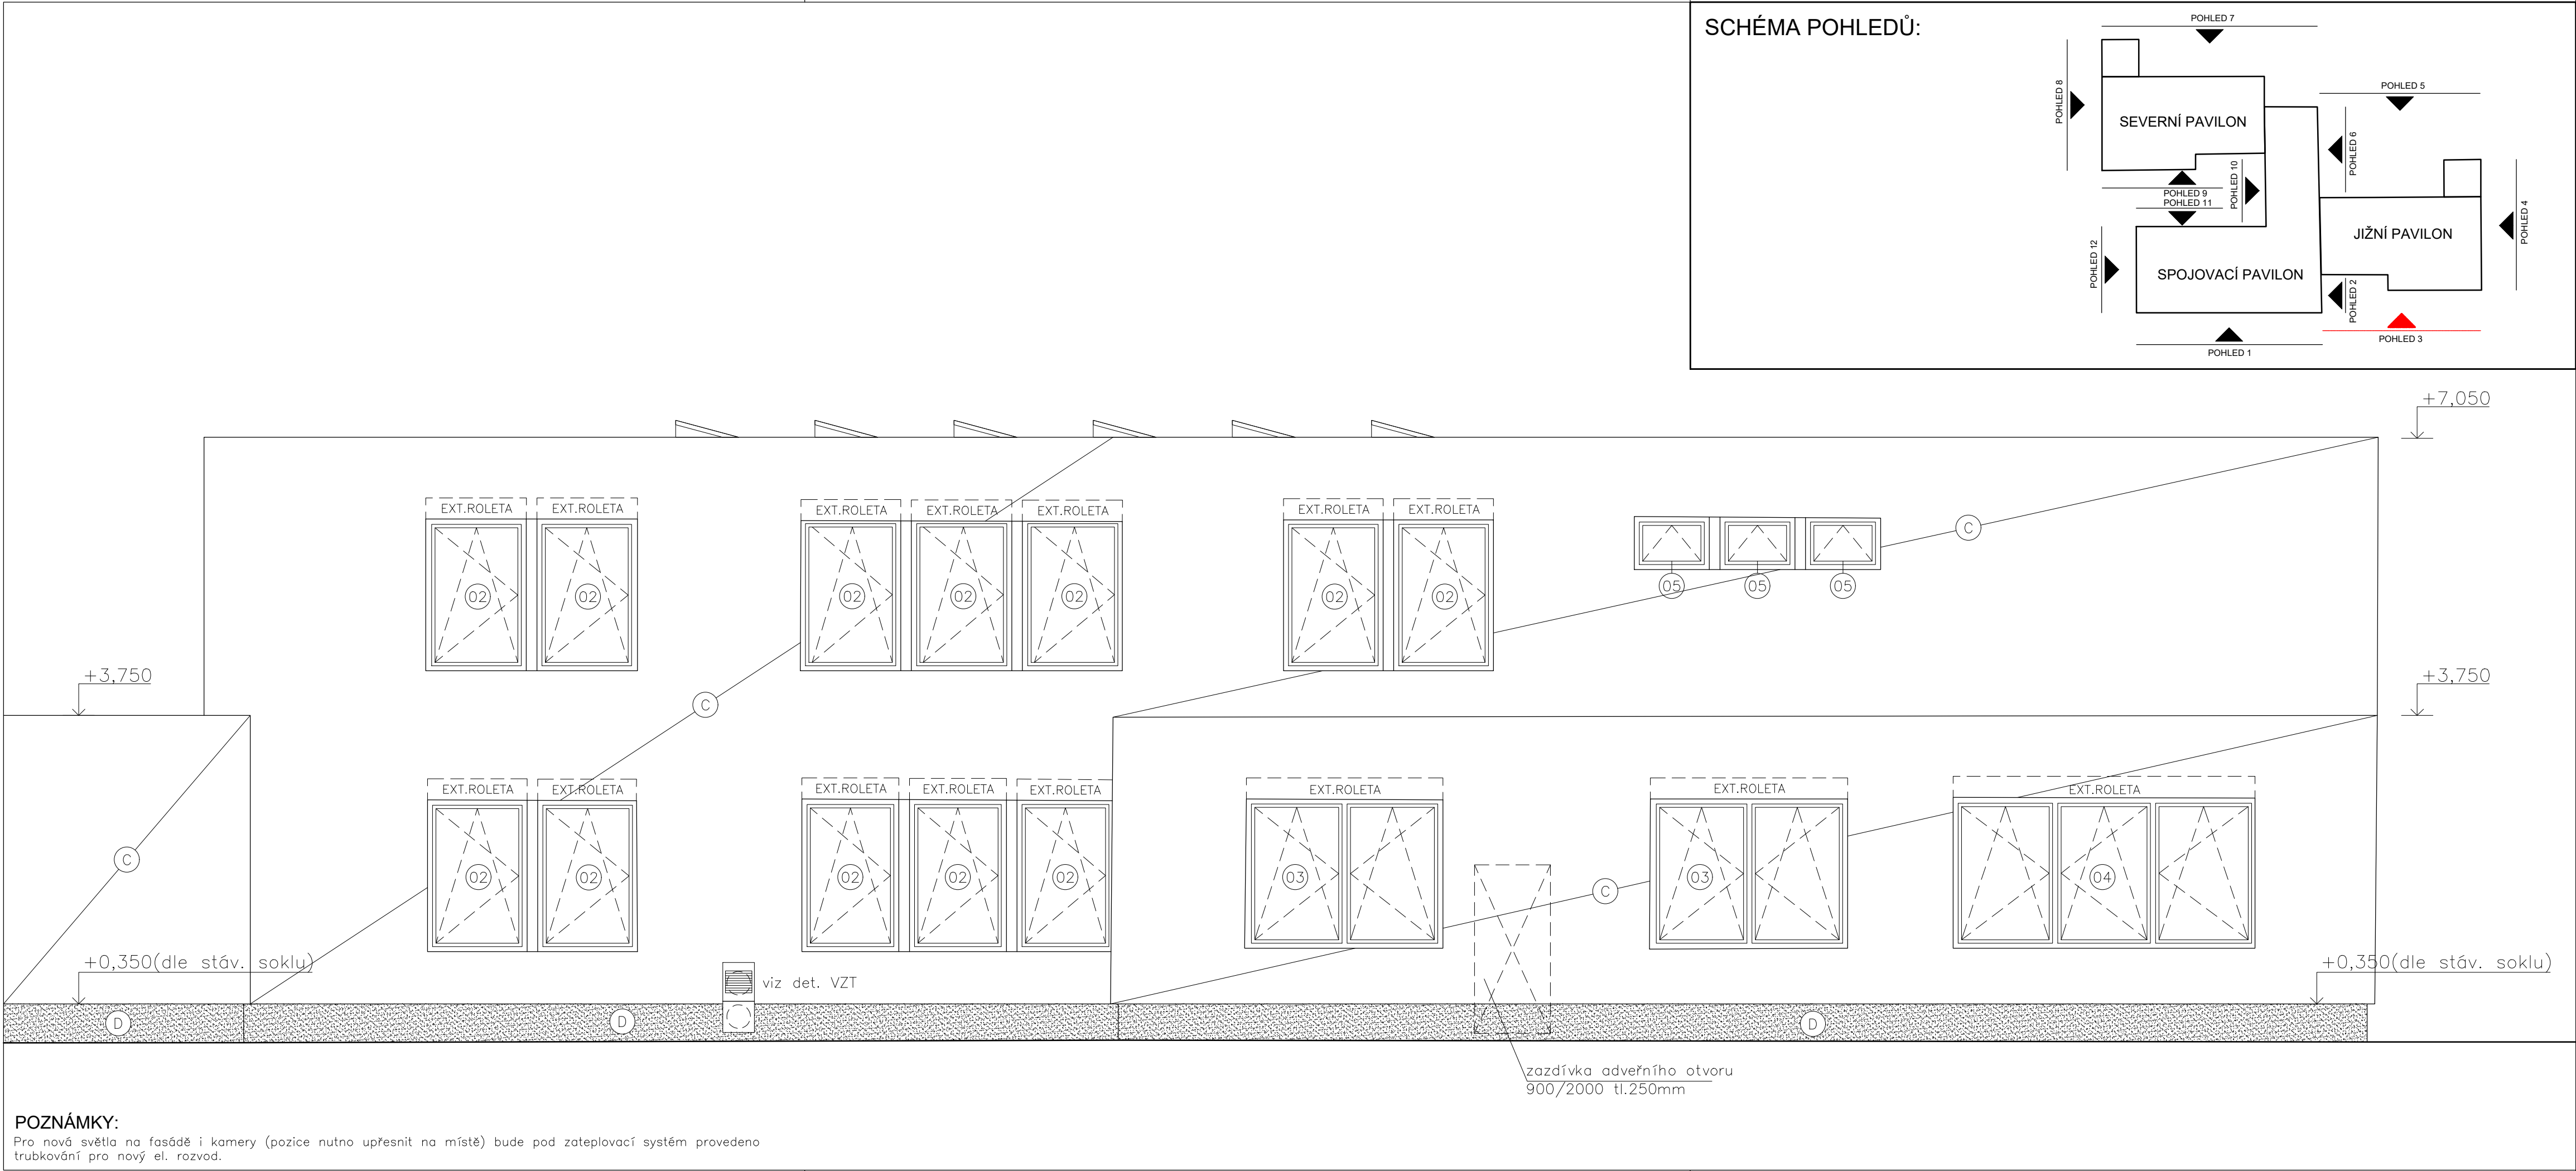 SCHÉMA POHLEDŮ:
POHLED 7
POHLED 8
POHLED 5
SEVERNÍ PAVILON
POHLED 6
POHLED 10
POHLED 9
POHLED 11
POHLED 4
JIŽNÍ PAVILON
POHLED 12
SPOJOVACÍ PAVILON
POHLED 2
POHLED 1
POHLED 3
+7,050
EXT.ROLETA EXT.ROLETA EXT.ROLETA EXT.ROLETA EXT.ROLETA EXT.ROLETA EXT.ROLETA
C
05 05 05
02 02 02 02 02 02 02
+3,750 +3,750
C
EXT.ROLETA EXT.ROLETA EXT.ROLETA EXT.ROLETA EXT.ROLETA EXT.ROLETA EXT.ROLETA EXT.ROLETA
C
02 02 02 02 02 03 03 04
C
+0,350(dle stáv. soklu) +0,350(dle stáv. soklu)
viz det. VZT
D D D
zazdívka adveřního otvoru
900/2000 tl.250mm
POZNÁMKY:
Pro nová světla na fasádě i kamery (pozice nutno upřesnit na místě) bude pod zateplovací systém provedeno
trubkování pro nový el. rozvod.